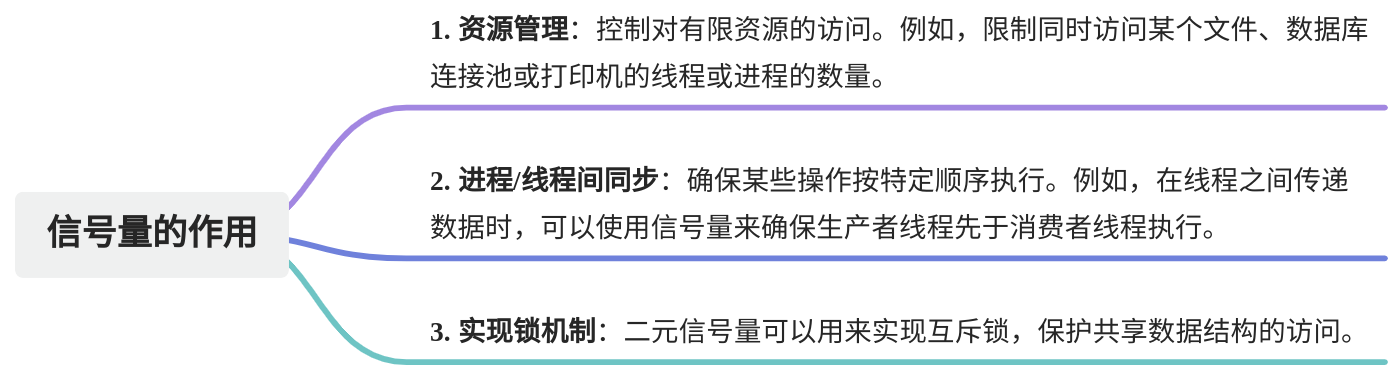 信号量的作用
1. 资源管理：控制对有限资源的访问。例如，限制同时访问某个文件、数据库
连接池或打印机的线程或进程的数量。
2. 进程/线程间同步：确保某些操作按特定顺序执行。例如，在线程之间传递
数据时，可以使用信号量来确保生产者线程先于消费者线程执行。
3. 实现锁机制：二元信号量可以用来实现互斥锁，保护共享数据结构的访问。